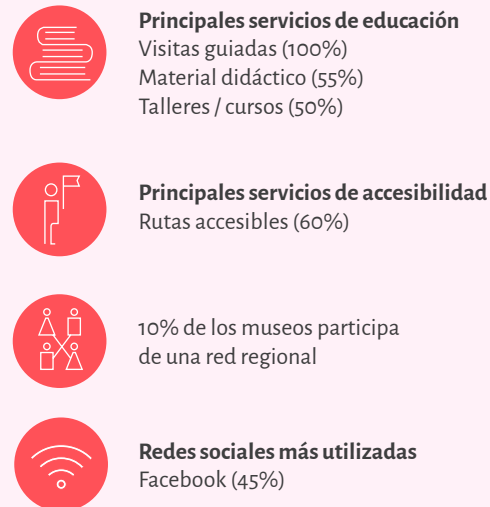 Principales servicios de educación
Visitas guiadas (100%)
Material didáctico (55%)
Talleres / cursos (50%)
Principales servicios de accesibilidad
Rutas accesibles (60%)
10% de los museos participa
de una red regional
Redes sociales más utilizadas
Facebook (45%)